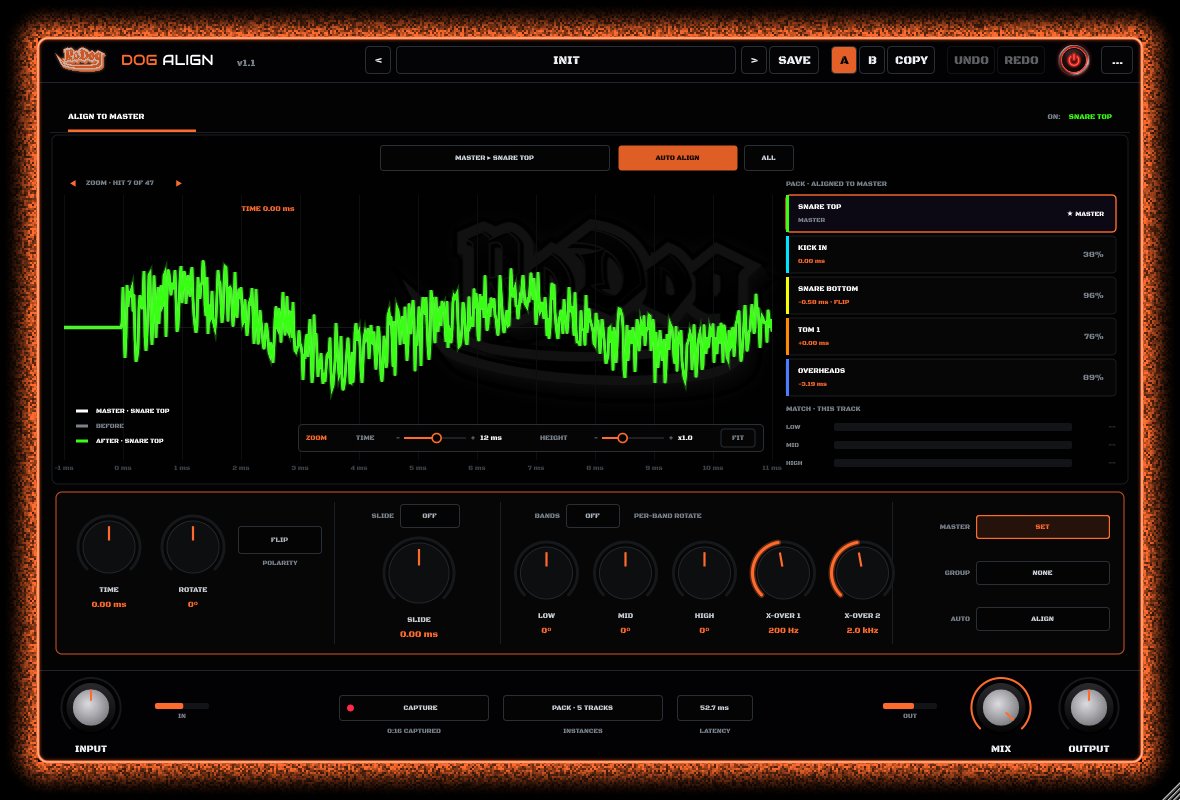 NoDog DOG ALIGN v1.1 < INIT > SAVE A B COPY UNDO REDO ...
ALIGN TO MASTER ON: SNARE TOP
MASTER ▸ SNARE TOP AUTO ALIGN ALL
◀ ZOOM · HIT 7 OF 47 ▶ PACK · ALIGNED TO MASTER
TIME 0.00 ms
NoDog
SNARE TOP
MASTER
★ MASTER
KICK IN
0.00 ms
38%
SNARE BOTTOM
-0.58 ms · FLIP
96%
TOM 1
+0.00 ms
76%
OVERHEADS
-3.19 ms
89%
MATCH · THIS TRACK
LOW --
MID --
HIGH --
MASTER · SNARE TOP
BEFORE
AFTER · SNARE TOP
ZOOM TIME - + 12 ms HEIGHT - + x1.0 FIT
-1 ms 0 ms 1 ms 2 ms 3 ms 4 ms 5 ms 6 ms 7 ms 8 ms 9 ms 10 ms 11 ms
FLIP
POLARITY
TIME
0.00 ms
ROTATE
0°
SLIDE OFF
SLIDE
0.00 ms
BANDS OFF PER-BAND ROTATE
LOW MID HIGH X-OVER 1 X-OVER 2
0° 0° 0° 200 Hz 2.0 kHz
MASTER SET
GROUP NONE
AUTO ALIGN
INPUT
IN
CAPTURE
0:16 CAPTURED
PACK · 5 TRACKS
INSTANCES
52.7 ms
LATENCY
OUT
MIX
OUTPUT